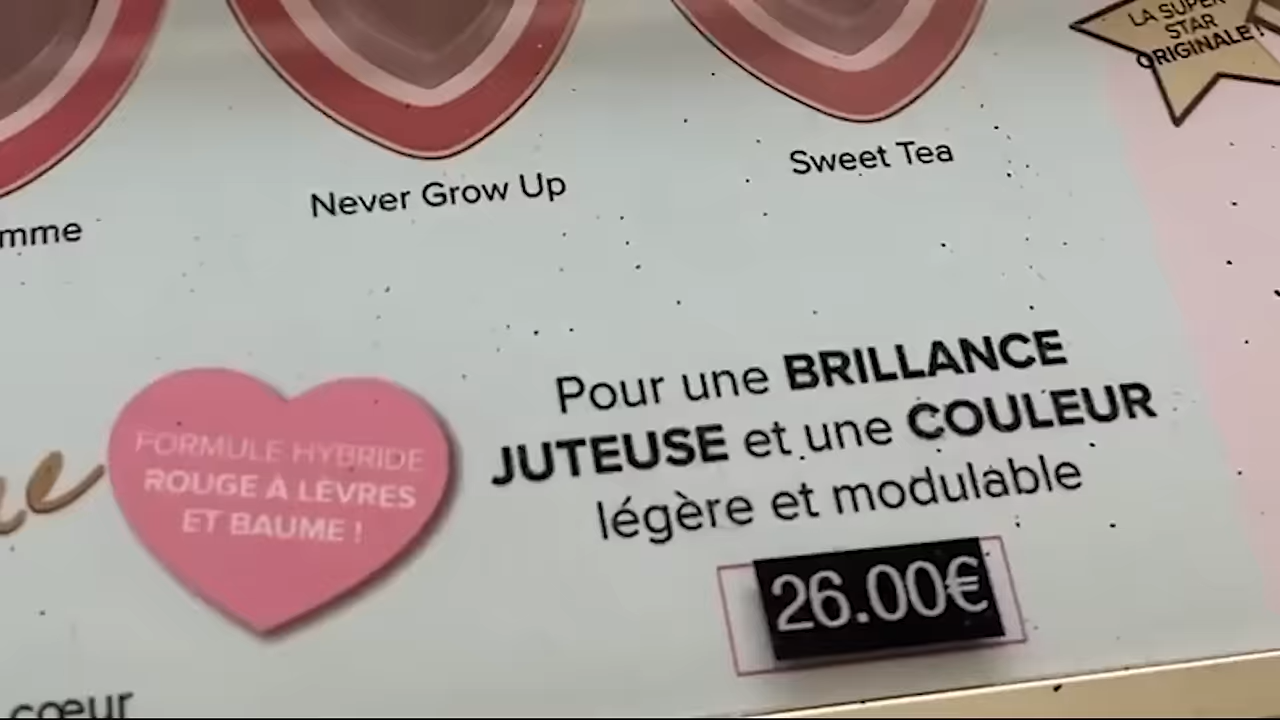 LA SUPER
STAR
ORIGINALE !
Sweet Tea
Never Grow Up
mme
Pour une BRILLANCE
JUTEUSE et une COULEUR
légère et modulable
FORMULE HYBRIDE
ROUGE À LÈVRES
ET BAUME !
26.00€
cœur